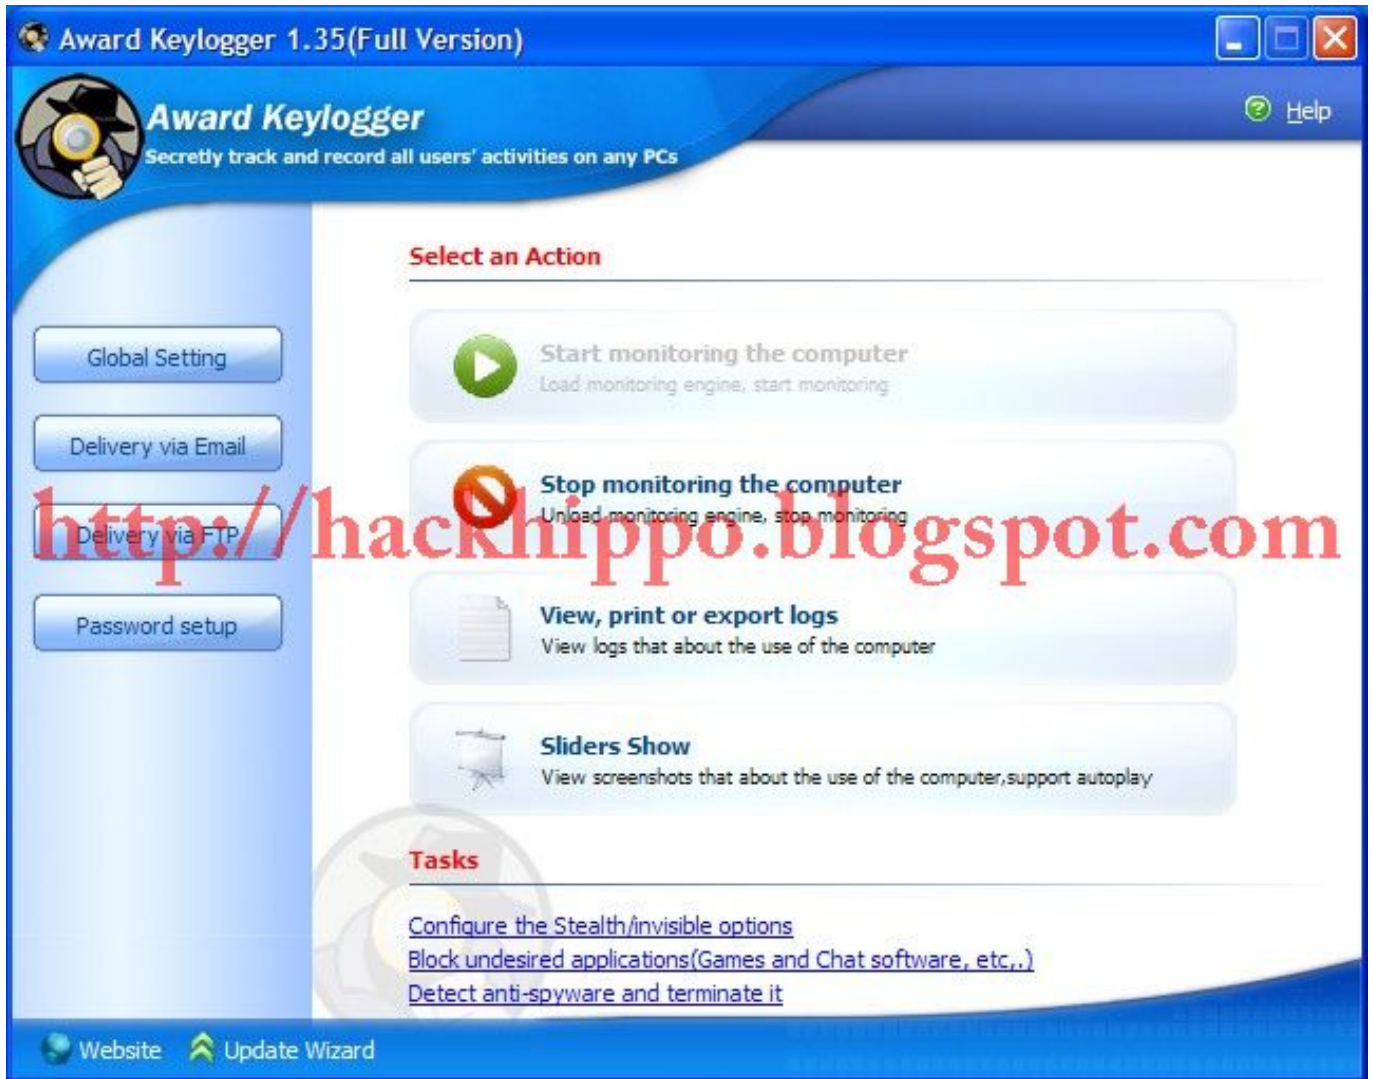 Award Keylogger 1.35(Full Version)
Award Keylogger
Secretly track and record all users' activities on any PCs
Help
Select an Action
Global Setting
Delivery via Email
Delivery via FTP
Password setup
Start monitoring the computer
Load monitoring engine, start monitoring
Stop monitoring the computer
Unload monitoring engine, stop monitoring
http://hackhippo.blogspot.com
View, print or export logs
View logs that about the use of the computer
Sliders Show
View screenshots that about the use of the computer,support autoplay
Tasks
Configure the Stealth/invisible options
Block undesired applications(Games and Chat software, etc,.)
Detect anti-spyware and terminate it
Website
Update Wizard